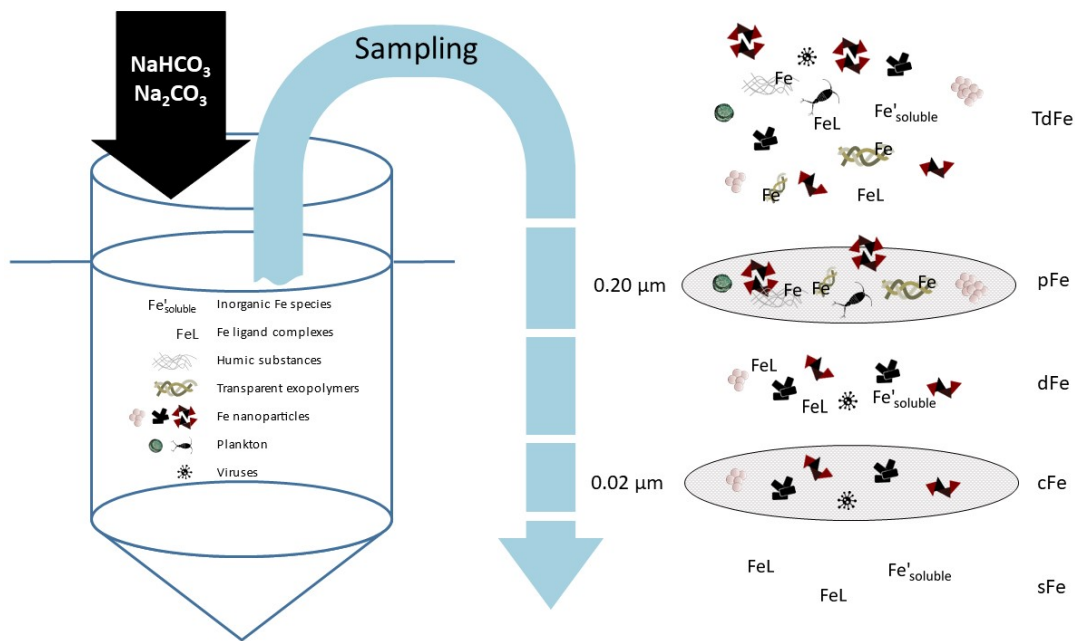 NaHCO₃
Na₂CO₃
Sampling
Fe'soluble Inorganic Fe species
FeL Fe ligand complexes
Humic substances
Transparent exopolymers
Fe nanoparticles
Plankton
Viruses
Fe
FeL
Fe'soluble
TdFe
Fe
Fe
FeL
0.20 µm
Fe
Fe
Fe
pFe
FeL
FeL
Fe'soluble
dFe
0.02 µm
cFe
FeL
FeL
Fe'soluble
sFe